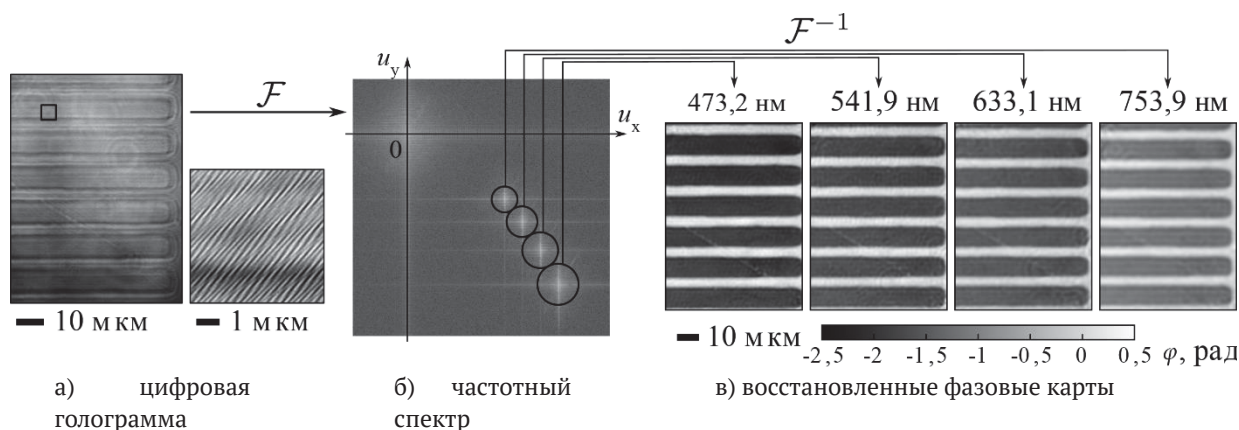 ℱ⁻¹
ℱ
u_y
u_x
0
473,2 нм 541,9 нм 633,1 нм 753,9 нм
10 мкм 1 мкм
10 мкм
-2,5 -2 -1,5 -1 -0,5 0 0,5 φ, рад
а) цифровая
голограмма
б) частотный
спектр
в) восстановленные фазовые карты